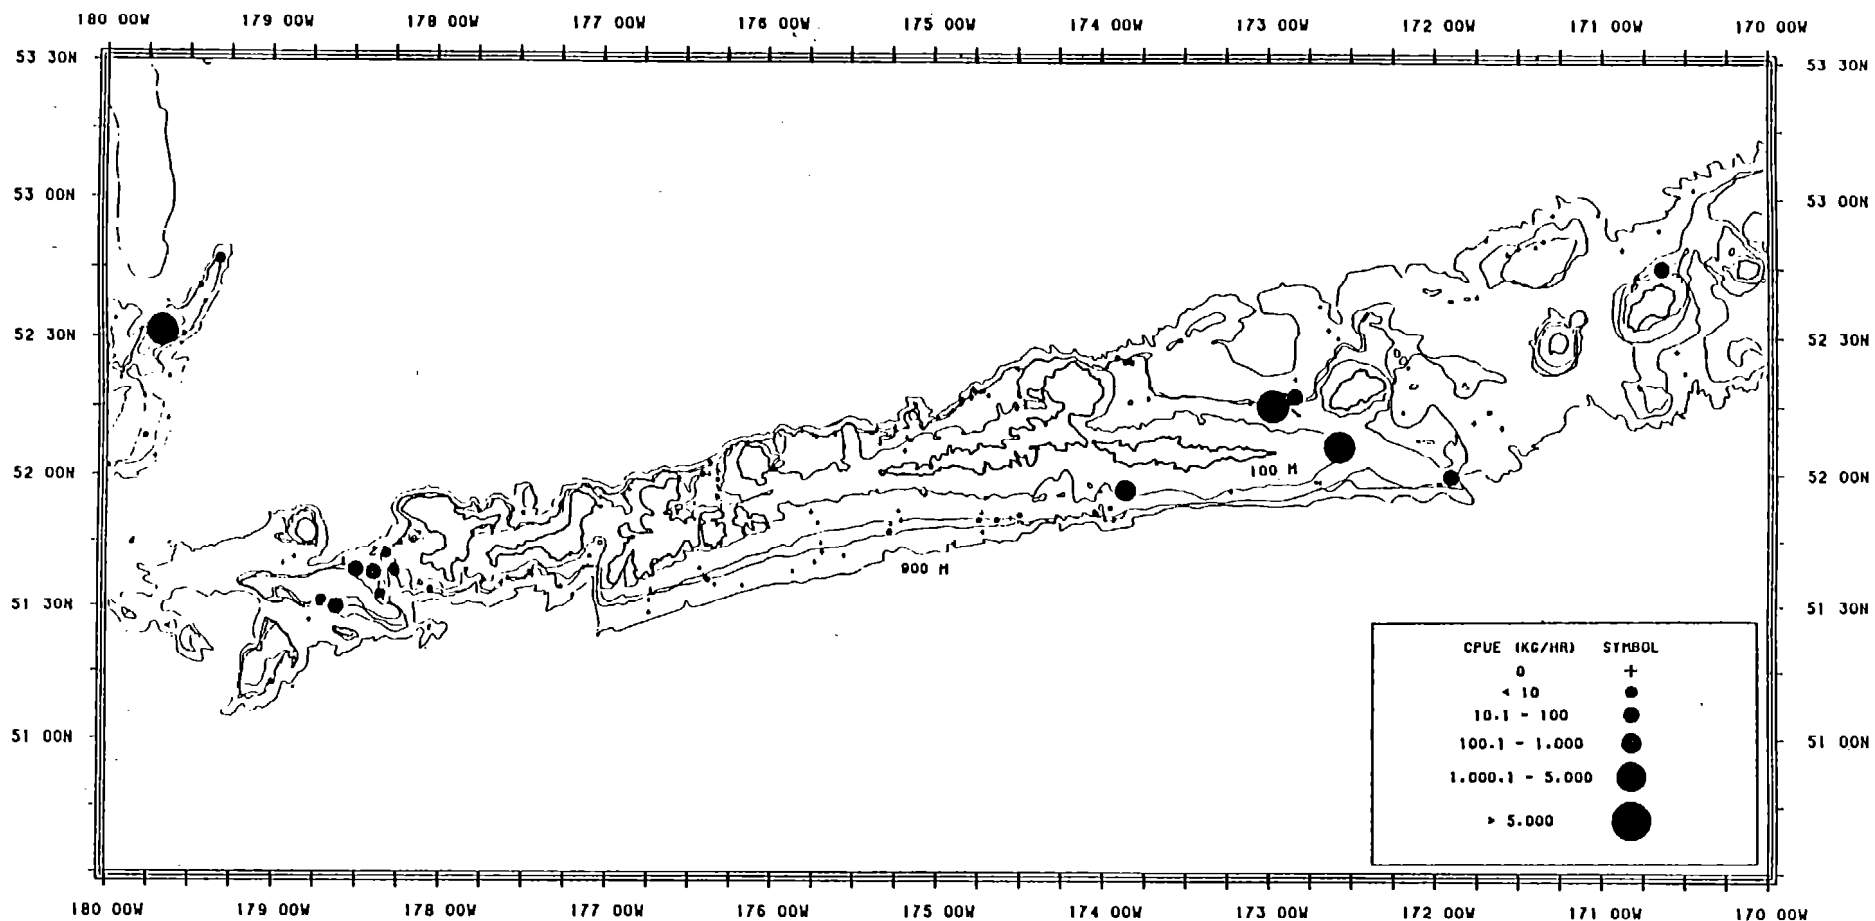 180 00W 179 00W 178 00W 177 00W 176 00W 175 00W 174 00W 173 00W 172 00W 171 00W 170 00W
53 30N 53 30N
53 00N 53 00N
52 30N 52 30N
52 00N 52 00N
100 M
900 M
51 30N 51 30N
CPUE (KG/HR) SYMBOL
0 +
< 10
10.1 - 100
100.1 - 1.000
1.000.1 - 5.000
> 5.000
51 00N 51 00N
180 00W 179 00W 178 00W 177 00W 176 00W 175 00W 174 00W 173 00W 172 00W 171 00W 170 00W